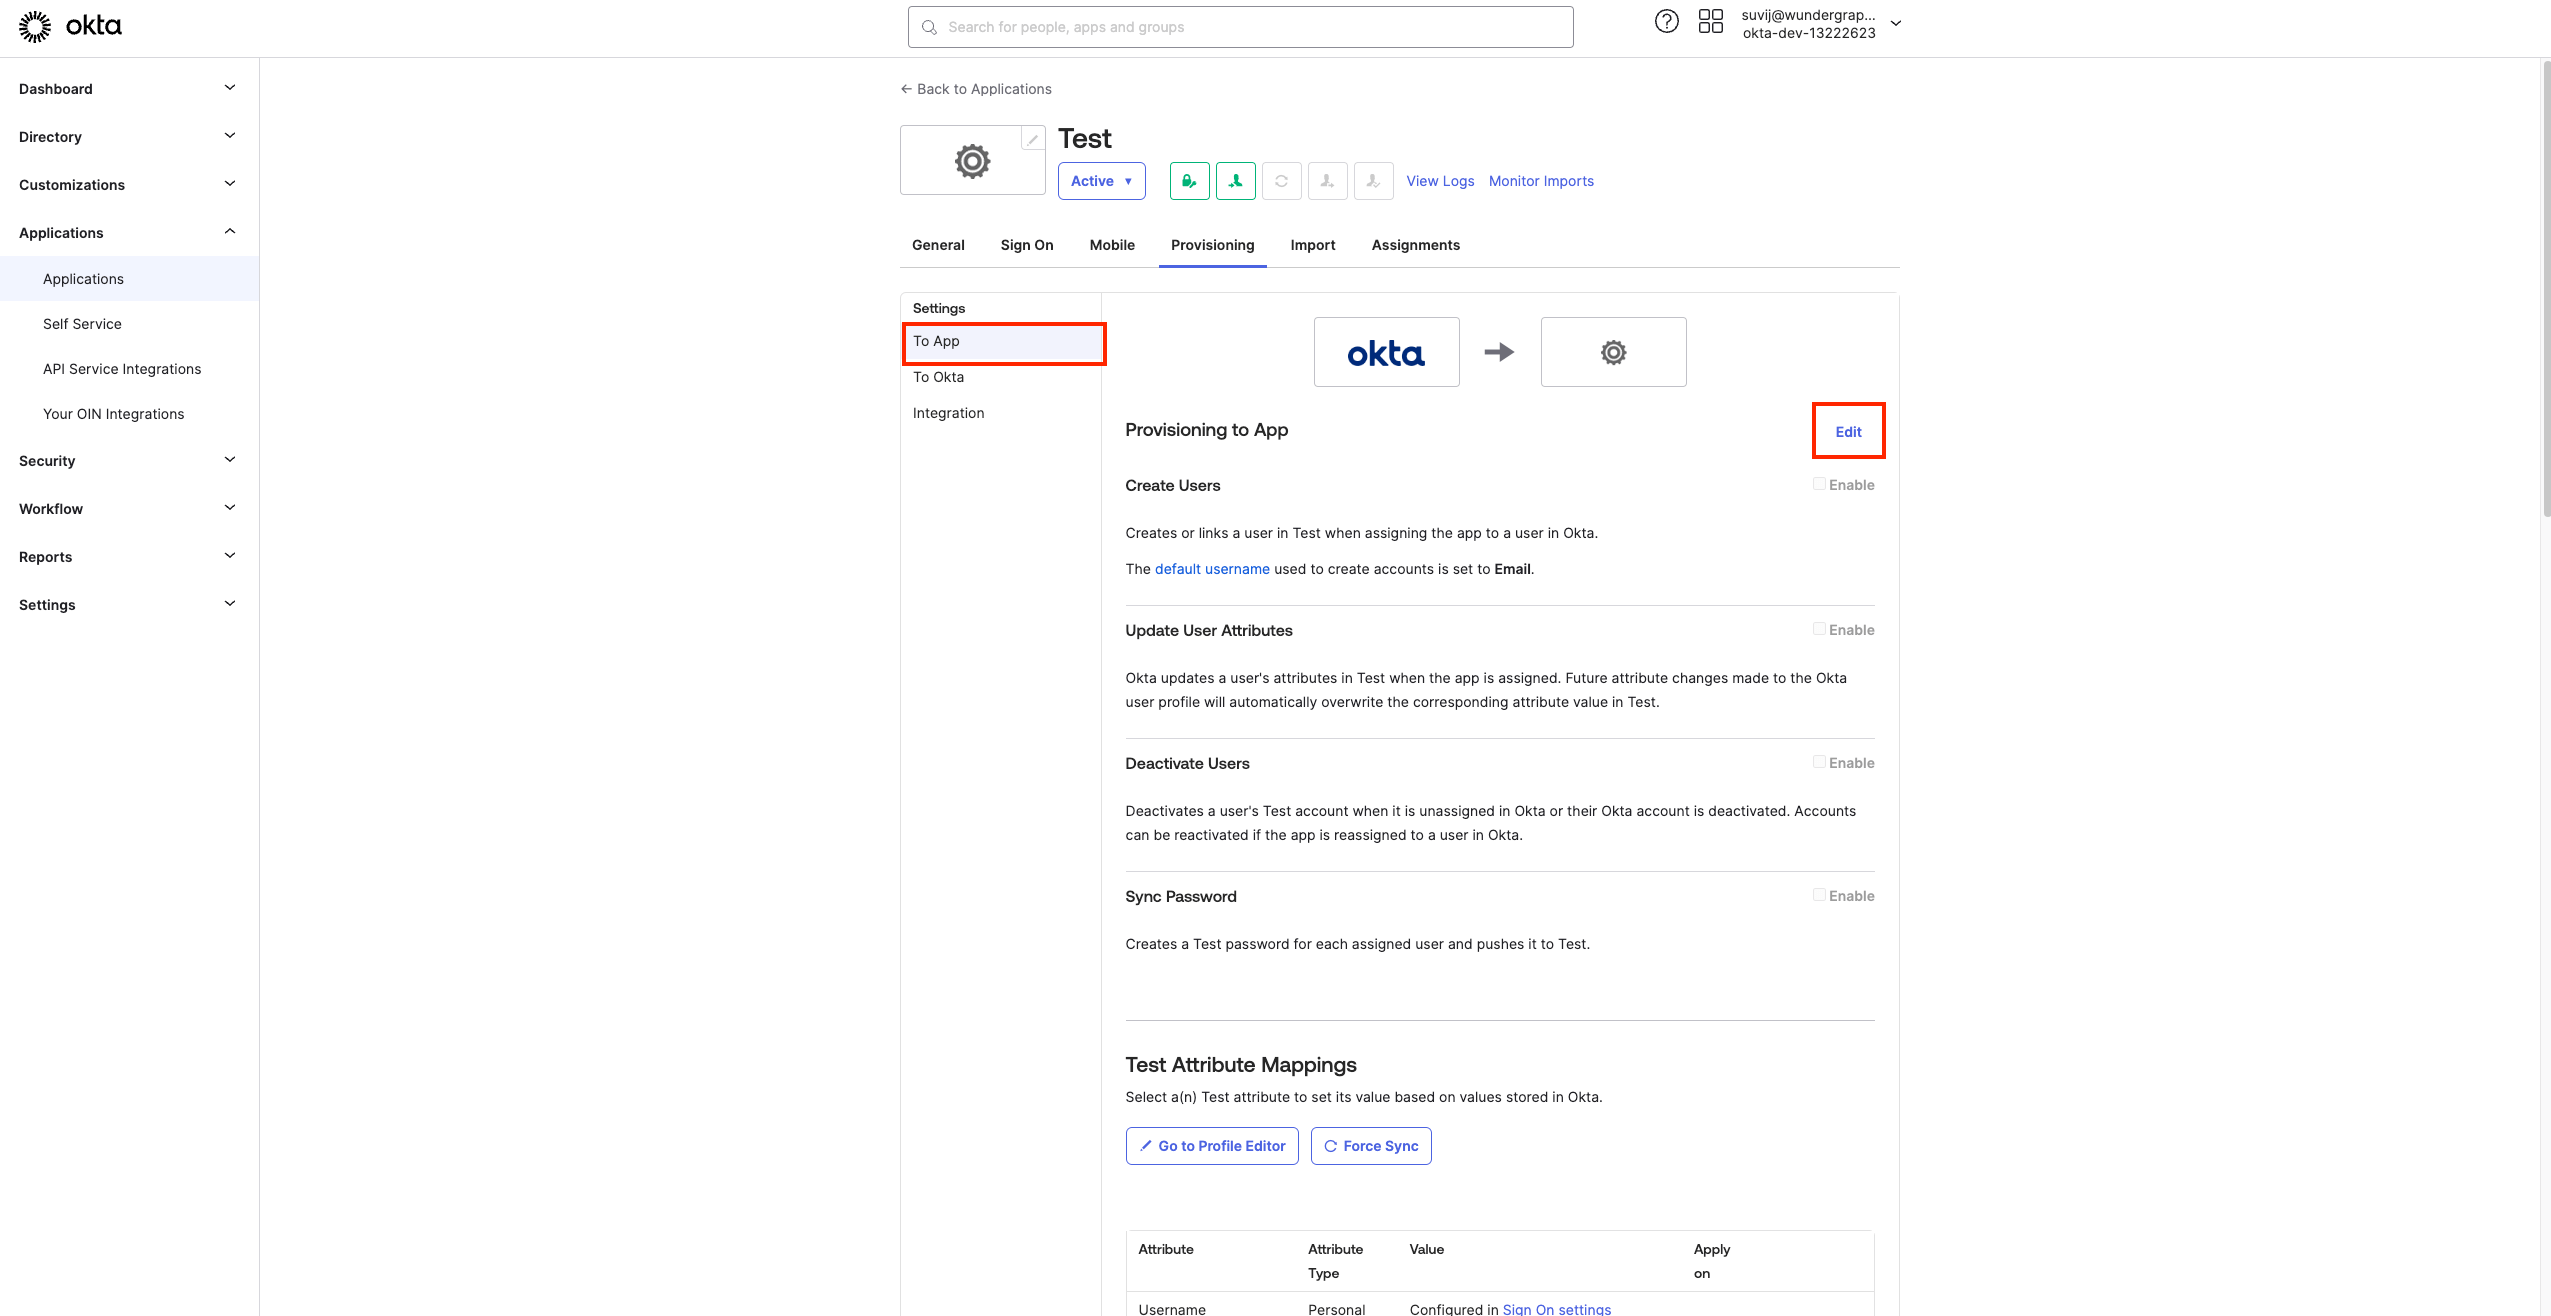 okta
Search for people, apps and groups
suvij@wundergrap...
okta-dev-13222623
Dashboard
Directory
Customizations
Applications
Applications
Self Service
API Service Integrations
Your OIN Integrations
Security
Workflow
Reports
Settings
← Back to Applications
Test
Active ▼
View Logs
Monitor Imports
General
Sign On
Mobile
Provisioning
Import
Assignments
Settings
To App
To Okta
Integration
okta
Provisioning to App
Edit
Create Users
Enable
Creates or links a user in Test when assigning the app to a user in Okta.
The default username used to create accounts is set to Email.
Update User Attributes
Enable
Okta updates a user's attributes in Test when the app is assigned. Future attribute changes made to the Okta
user profile will automatically overwrite the corresponding attribute value in Test.
Deactivate Users
Enable
Deactivates a user's Test account when it is unassigned in Okta or their Okta account is deactivated. Accounts
can be reactivated if the app is reassigned to a user in Okta.
Sync Password
Enable
Creates a Test password for each assigned user and pushes it to Test.
Test Attribute Mappings
Select a(n) Test attribute to set its value based on values stored in Okta.
Go to Profile Editor
Force Sync
Attribute
Attribute
Type
Value
Apply
on
Username
Personal
Configured in Sign On settings